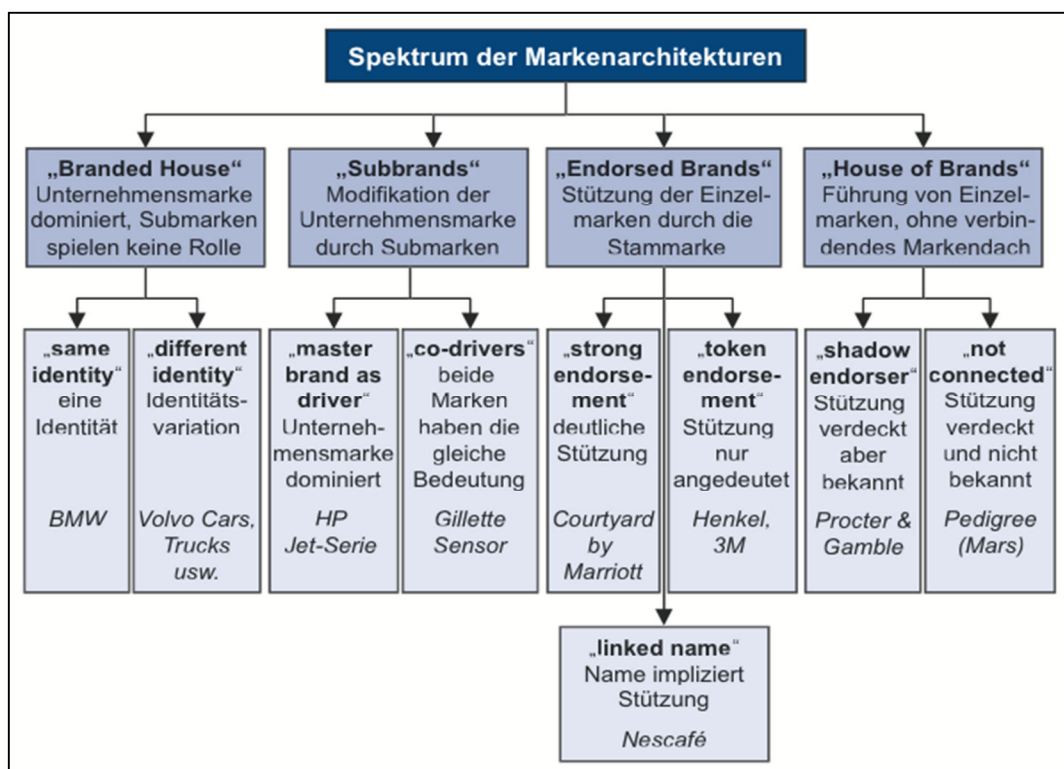 Spektrum der Markenarchitekturen
„Branded House“
Unternehmensmarke
dominiert, Submarken
spielen keine Rolle
„Subbrands“
Modifikation der
Unternehmensmarke
durch Submarken
„Endorsed Brands“
Stützung der Einzel-
marken durch die
Stammarke
„House of Brands“
Führung von Einzel-
marken, ohne verbin-
dendes Markendach
„same
identity“
eine
Identität
BMW
„different
identity“
Identitäts-
variation
Volvo Cars,
Trucks
usw.
„master
brand as
driver“
Unterneh-
mensmarke
dominiert
HP
Jet-Serie
„co-drivers“
beide
Marken
haben die
gleiche
Bedeutung
Gillette
Sensor
„strong
endorse-
ment“
deutliche
Stützung
Courtyard
by
Marriott
„token
endorse-
ment“
Stützung
nur
angedeutet
Henkel,
3M
„shadow
endorser“
Stützung
verdeckt
aber
bekannt
Procter &
Gamble
„not
connected“
Stützung
verdeckt
und nicht
bekannt
Pedigree
(Mars)
„linked name“
Name impliziert
Stützung
Nescafé